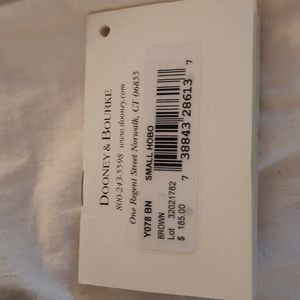 DOONEY & BOURKE
800-243-5598 www.dooney.com
One Regent Street Norwalk, CT 06855
Y078 BN SMALL HOBO
BROWN
Lot 32021782
$ 185.00
7 38843 28613 7